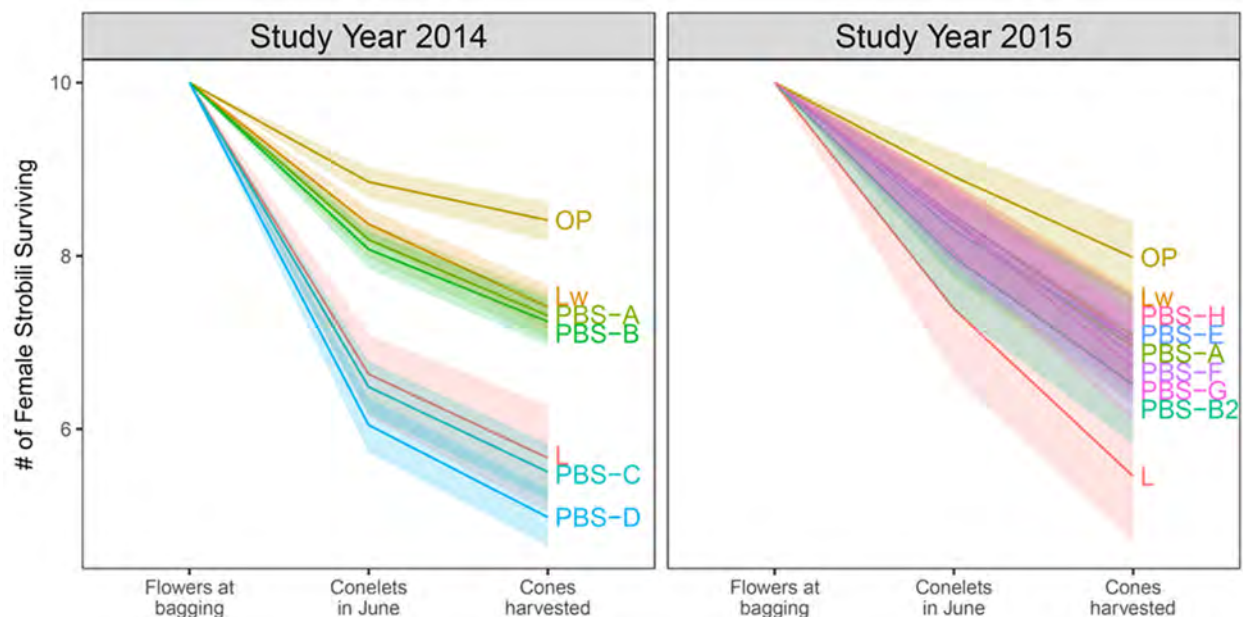 Study Year 2014
Study Year 2015
# of Female Strobili Surviving
10
8
6
OP
Lw
PBS-A
PBS-B
L
PBS-C
PBS-D
OP
Lw
PBS-H
PBS-E
PBS-A
PBS-F
PBS-G
PBS-B2
L
Flowers at
bagging
Conelets
in June
Cones
harvested
Flowers at
bagging
Conelets
in June
Cones
harvested